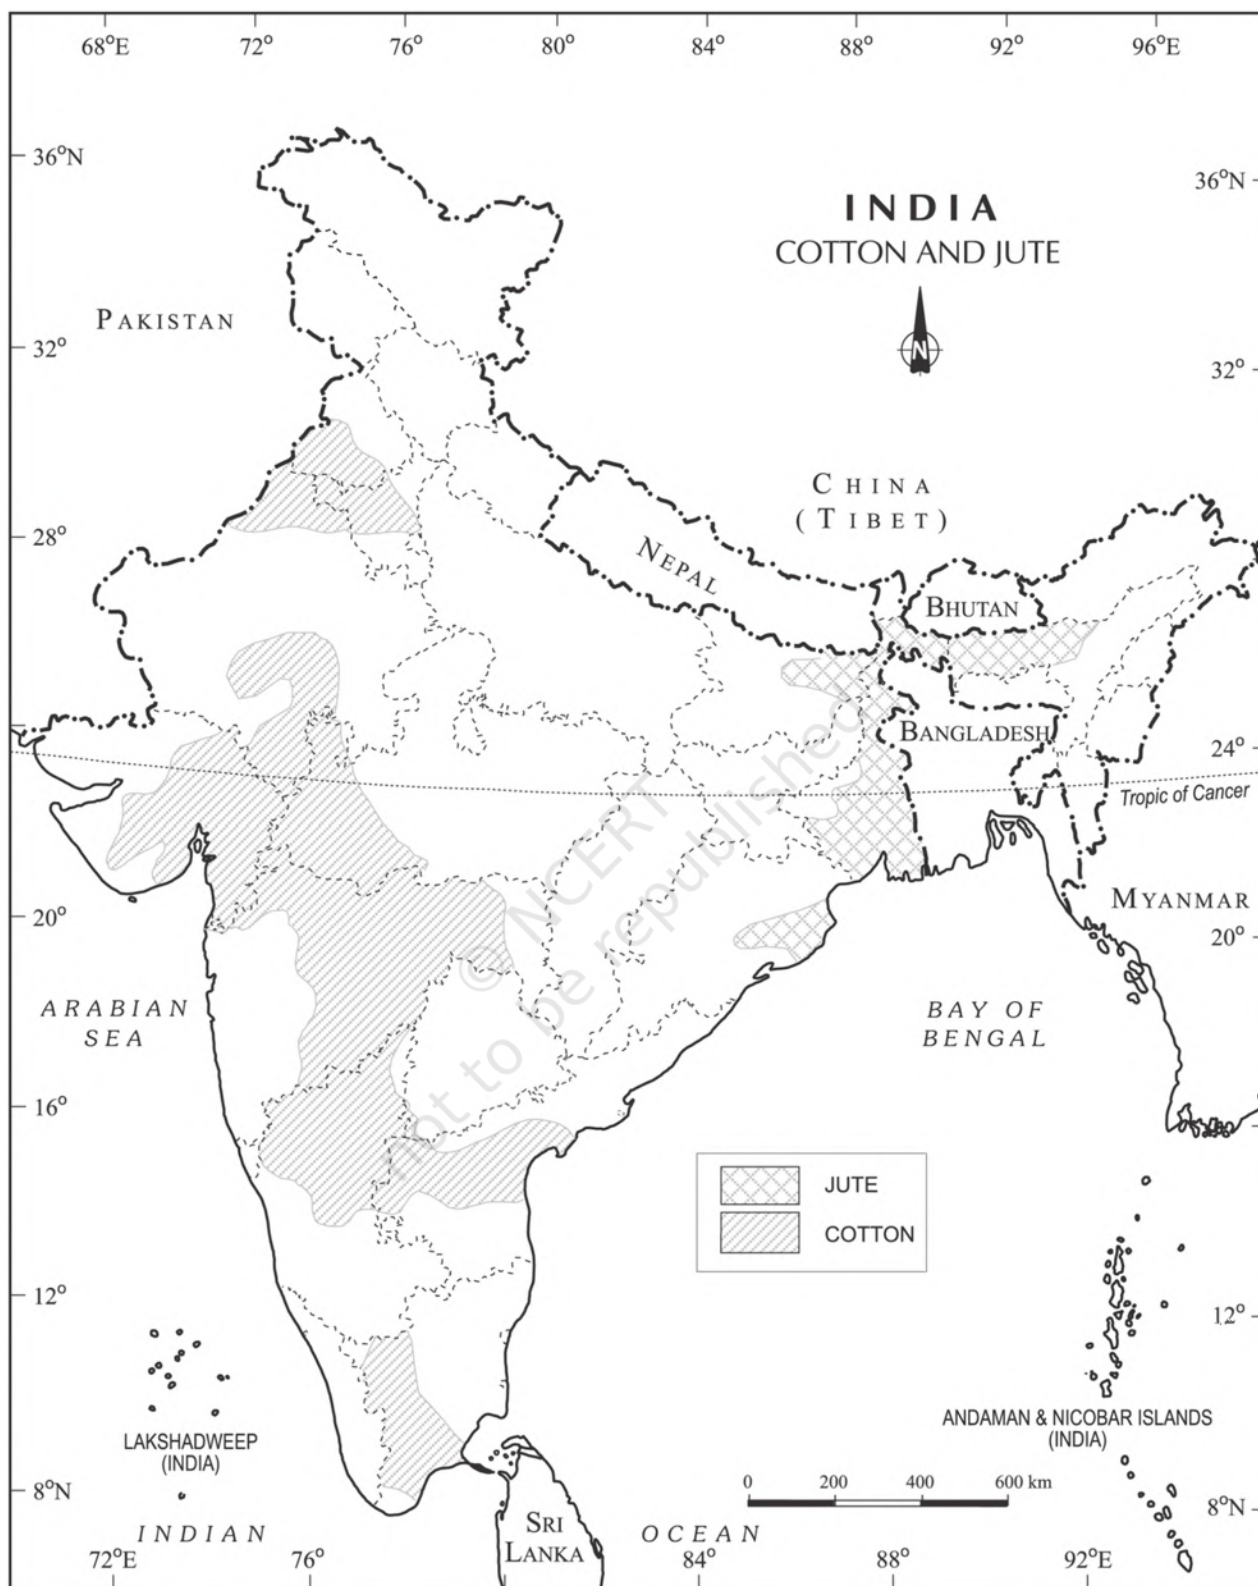 68°E 72° 76° 80° 84° 88° 92° 96°E
36°N
36°N
INDIA
COTTON AND JUTE
N
PAKISTAN
32°
32°
CHINA
(TIBET)
28°
NEPAL
BHUTAN
BANGLADESH
24°
Tropic of Cancer
MYANMAR
20°
20°
© NCERT
not to be republished
ARABIAN
SEA
BAY OF
BENGAL
16°
JUTE
COTTON
12°
12°
LAKSHADWEEP
(INDIA)
ANDAMAN & NICOBAR ISLANDS
(INDIA)
0 200 400 600 km
8°N
8°N
SRI
LANKA
INDIAN OCEAN
72°E 76° 84° 88° 92°E